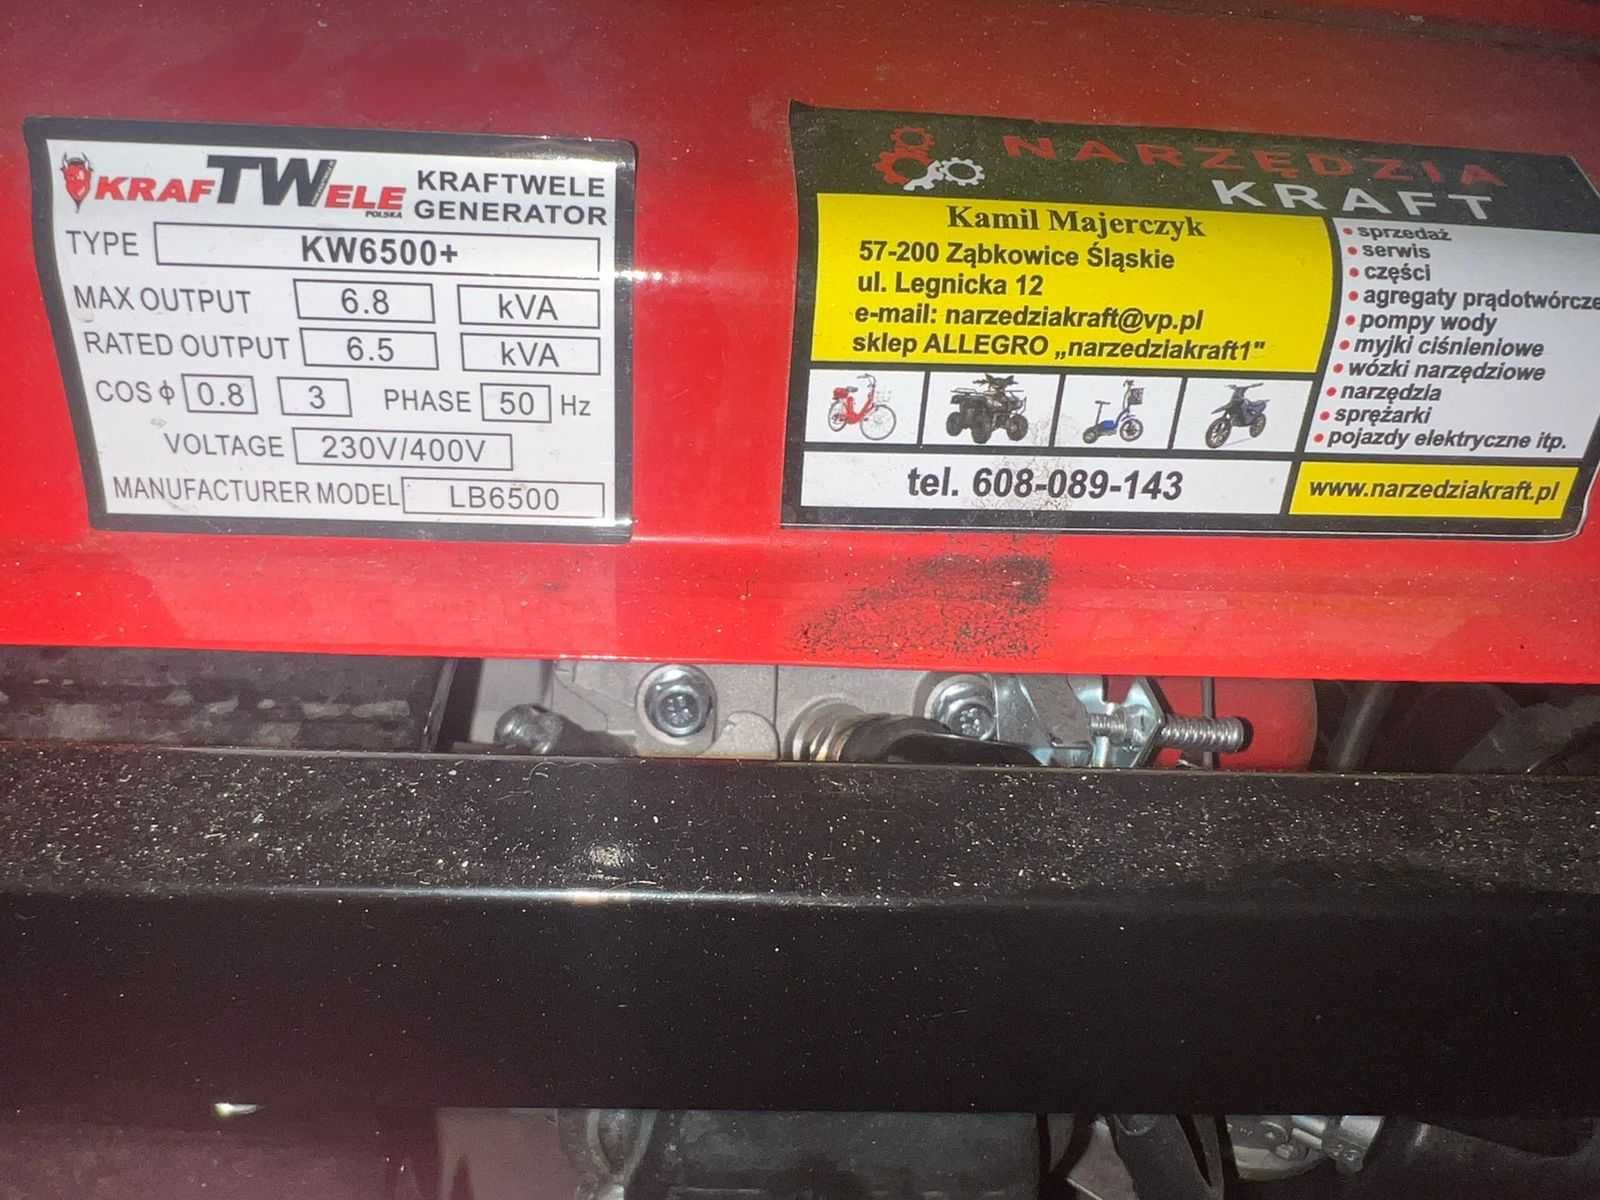 KRAFTWELE
POLSKA
KRAFTWELE
GENERATOR
TYPE KW6500+
MAX OUTPUT 6.8 kVA
RATED OUTPUT 6.5 kVA
COS ϕ 0.8 3 PHASE 50 Hz
VOLTAGE 230V/400V
MANUFACTURER MODEL LB6500
NARZĘDZIA
KRAFT
Kamil Majerczyk
57-200 Ząbkowice Śląskie
ul. Legnicka 12
e-mail: narzedziakraft@vp.pl
sklep ALLEGRO „narzedziakraft1"
• sprzedaż
• serwis
• części
• agregaty prądotwórcze
• pompy wody
• myjki ciśnieniowe
• wózki narzędziowe
• narzędzia
• sprężarki
• pojazdy elektryczne itp.
tel. 608-089-143
www.narzedziakraft.pl